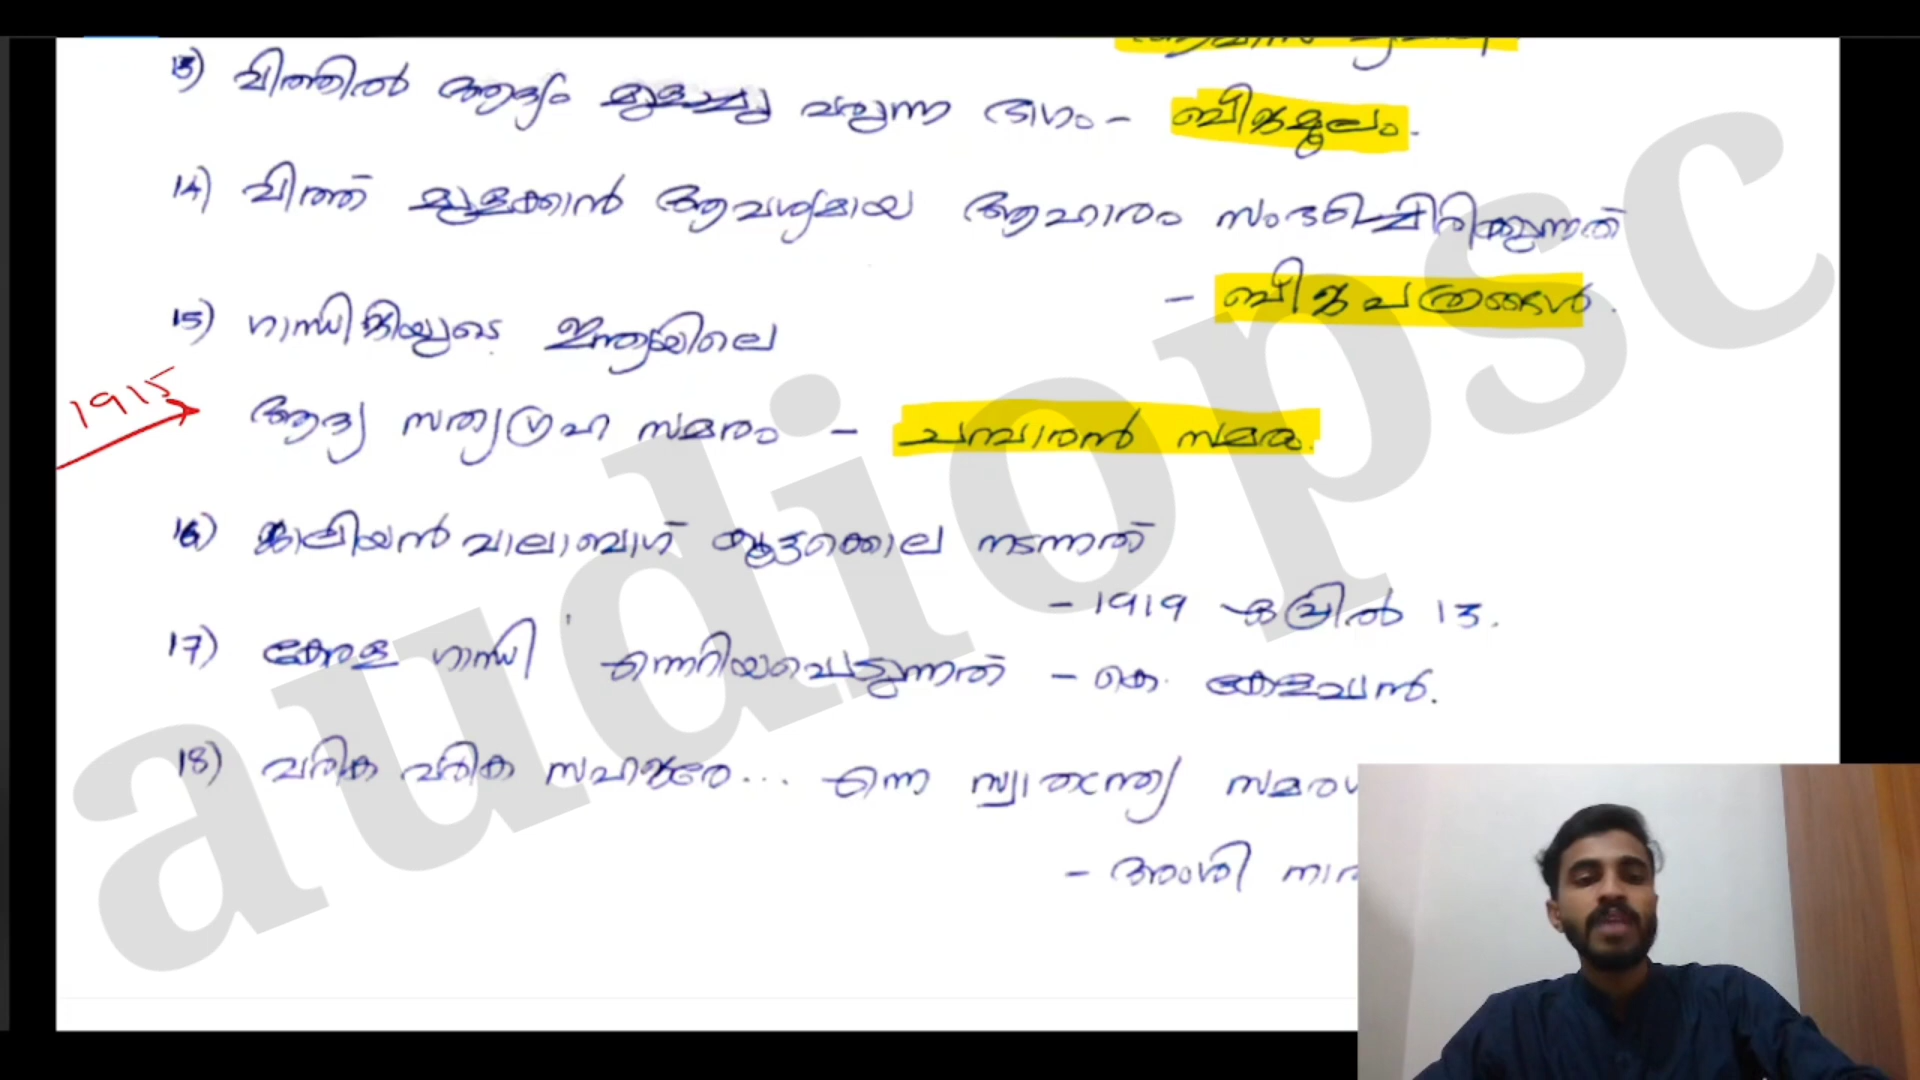 13) വിത്തിൽ ആദ്യം മുളച്ചു വരുന്ന ഭാഗം - ബീജമൂലം.
14) വിത്ത് മുളക്കാൻ ആവശ്യമായ ആഹാരം സംഭരിച്ചിരിക്കുന്നത്
- ബീജപത്രങ്ങൾ.
15) ഗാന്ധിജിയുടെ ഇന്ത്യയിലെ
1915
ആദ്യ സത്യഗ്രഹ സമരം - ചമ്പാരൻ സമരം.
16) ജാലിയൻ വാലാബാഗ് കൂട്ടക്കൊല നടന്നത്
- 1919 ഏപ്രിൽ 13.
17) കേരള ഗാന്ധി എന്നറിയപ്പെടുന്നത് - കെ. കേളപ്പൻ.
18) വരിക വരിക സഹജരേ... എന്ന സ്വാതന്ത്ര്യ സമര
- അംശി നാരാ
audiopsc